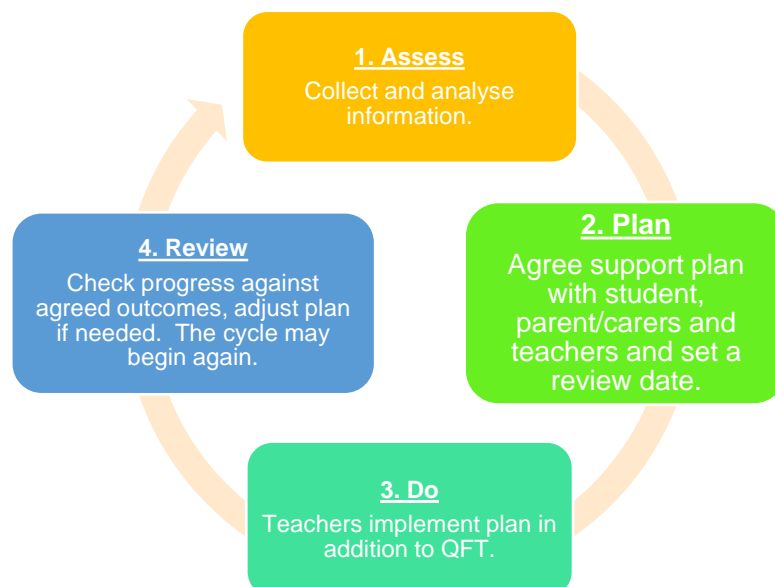 1. Assess
Collect and analyse
information.
2. Plan
Agree support plan
with student,
parent/carers and
teachers and set a
review date.
3. Do
Teachers implement plan in
addition to QFT.
4. Review
Check progress against
agreed outcomes, adjust plan
if needed.  The cycle may
begin again.